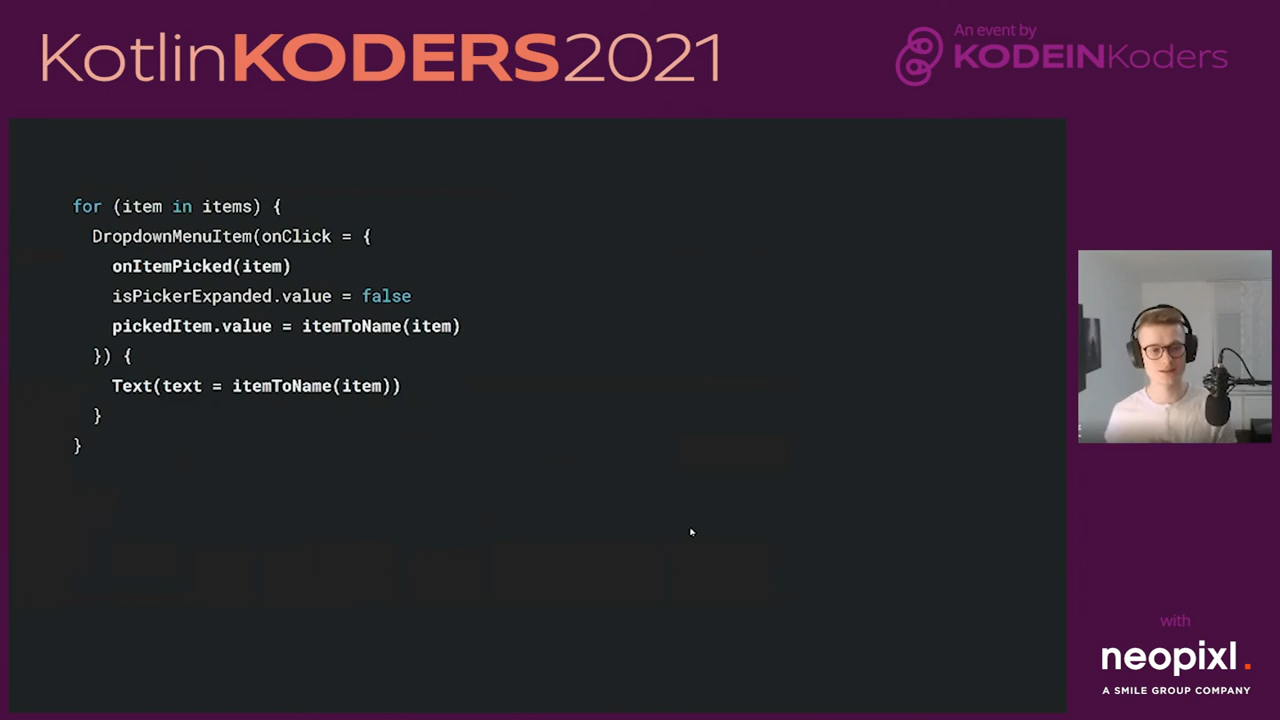 KotlinKODERS2021
An event by
KODEINKoders
for (item in items) {
DropdownMenuItem(onClick = {
onItemPicked(item)
isPickerExpanded.value = false
pickedItem.value = itemToName(item)
}) {
Text(text = itemToName(item))
}
}
with
neopixl.
A SMILE GROUP COMPANY